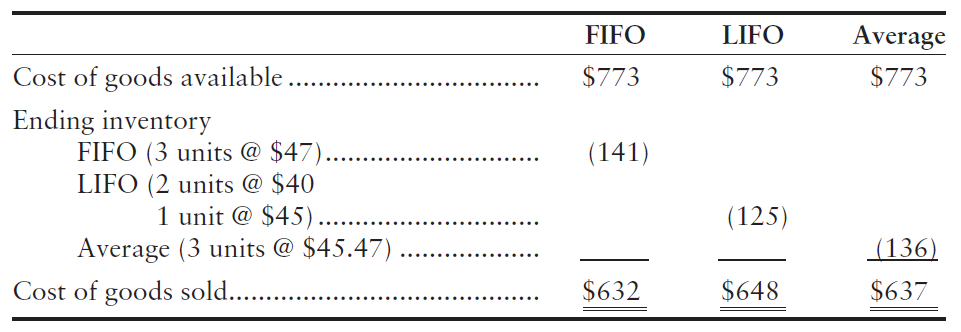 FIFO LIFO Average
Cost of goods available .................................... $773 $773 $773
Ending inventory
FIFO (3 units @ $47).............................. (141)
LIFO (2 units @ $40
1 unit @ $45) ............................... (125)
Average (3 units @ $45.47) ................... (136)
Cost of goods sold............................................. $632 $648 $637